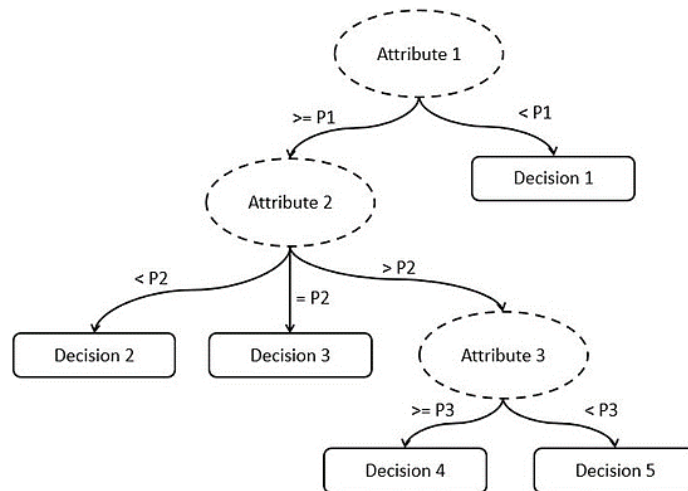 Attribute 1
>= P1
< P1
Decision 1
Attribute 2
< P2
= P2
> P2
Decision 2
Decision 3
Attribute 3
>= P3
< P3
Decision 4
Decision 5